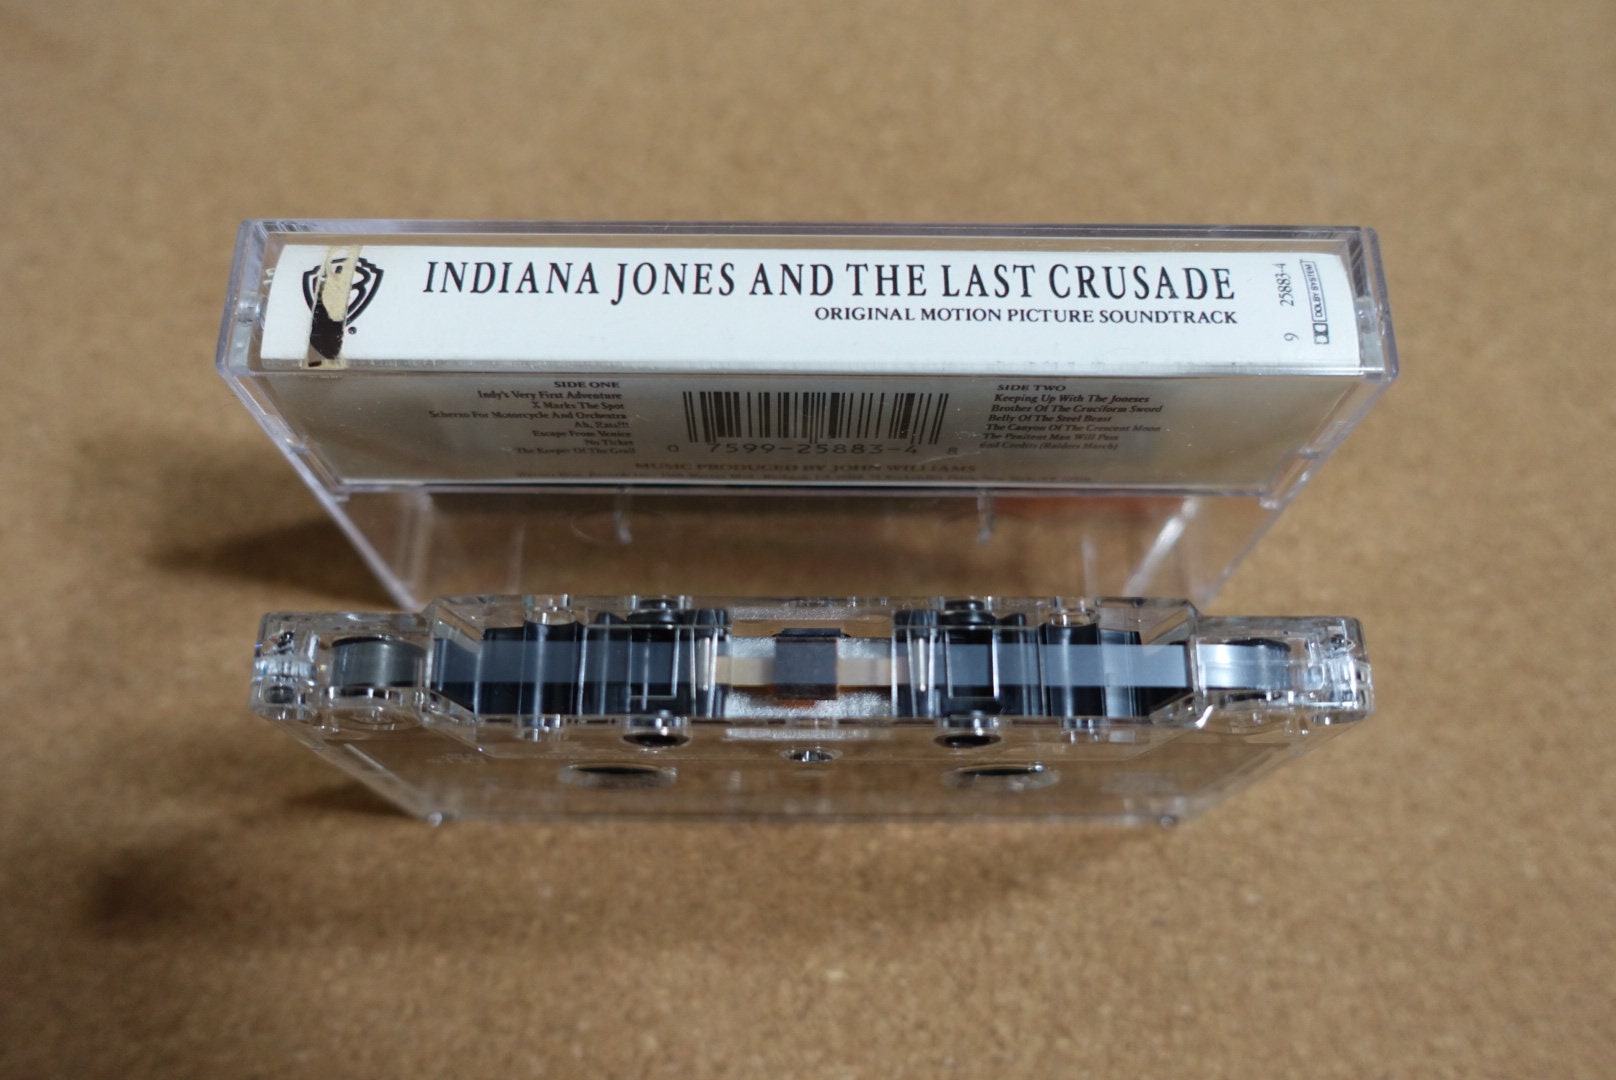 INDIANA JONES AND THE LAST CRUSADE
ORIGINAL MOTION PICTURE SOUNDTRACK
9 25883-4
DOLBY SYSTEM
B
®
SIDE ONE
Indy's Very First Adventure
X Marks The Spot
Scherzo For Motorcycle And Orchestra
Ah, Rats!!!
Escape From Venice
No Ticket
The Keeper Of The Grail
0 7599-25883-4 8
SIDE TWO
Keeping Up With The Joneses
Brother Of The Cruciform Sword
Belly Of The Steel Beast
The Canyon Of The Crescent Moon
The Penitent Man Will Pass
End Credits (Raiders March)
MUSIC PRODUCED BY JOHN WILLIAMS